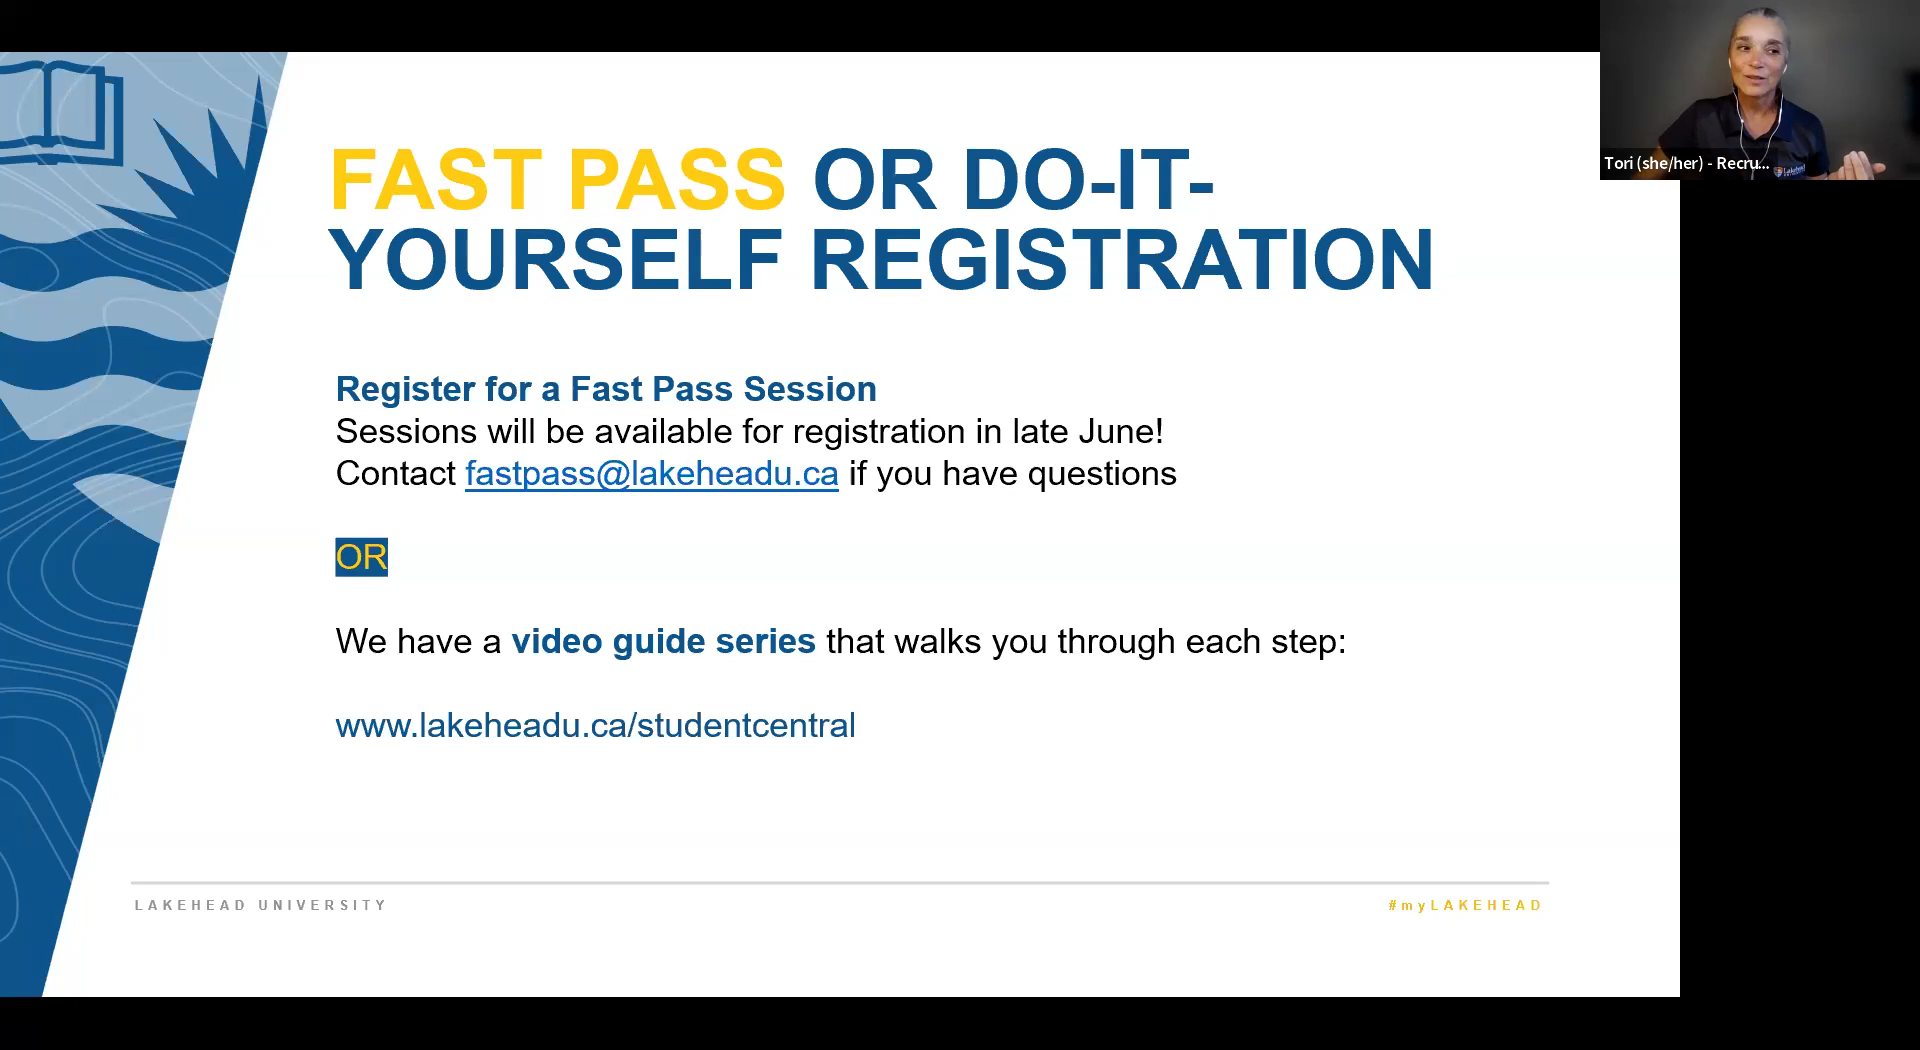 FAST PASS OR DO-IT-
YOURSELF REGISTRATION
Register for a Fast Pass Session
Sessions will be available for registration in late June!
Contact fastpass@lakeheadu.ca if you have questions
OR
We have a video guide series that walks you through each step:
www.lakeheadu.ca/studentcentral
LAKEHEAD UNIVERSITY
#myLAKEHEAD
Tori (she/her) - Recru...